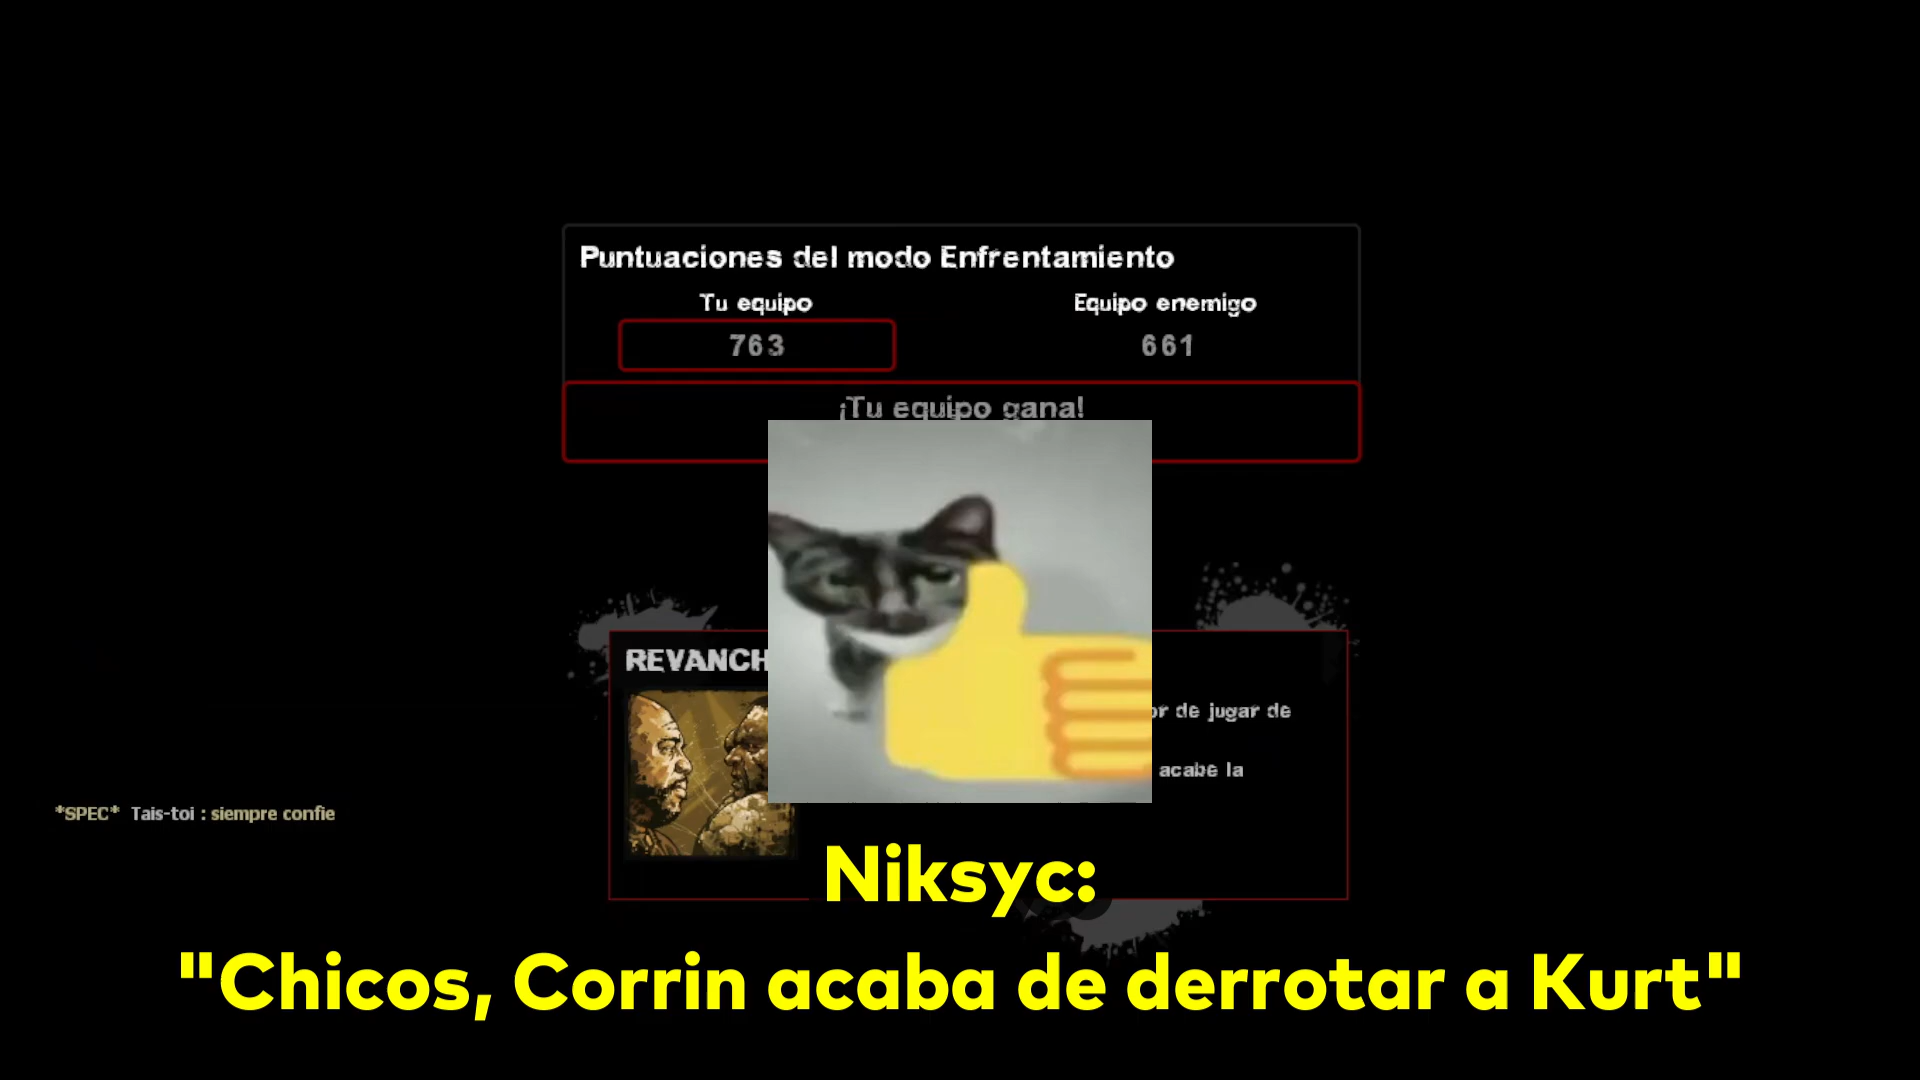 Puntuaciones del modo Enfrentamiento
Tu equipo
Equipo enemigo
763
661
¡Tu equipo gana!
REVANCH
or de jugar de
acabe la
*SPEC* Tais-toi : siempre confie
Niksyc:
"Chicos, Corrin acaba de derrotar a Kurt"